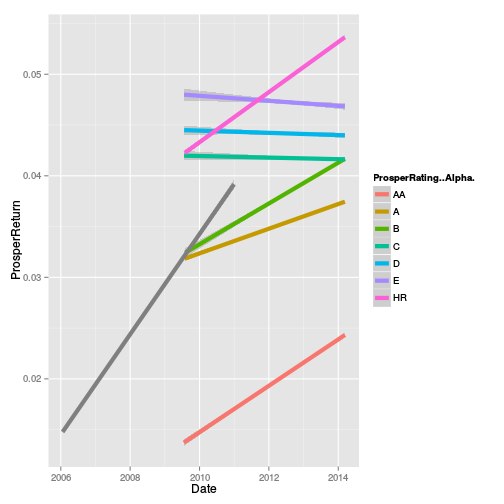 0.05
0.04
0.03
0.02
ProsperReturn
2006 2008 2010 2012 2014
Date
ProsperRating..Alpha.
AA
A
B
C
D
E
HR